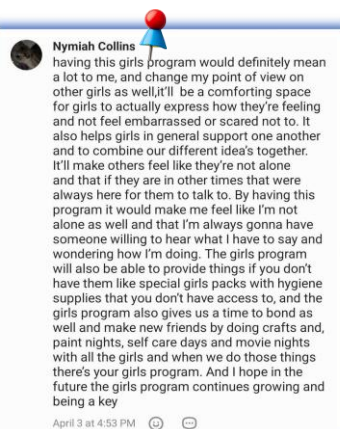 Nymiah Collins
having this girls program would definitely mean
a lot to me, and change my point of view on
other girls as well,it'll  be a comforting space
for girls to actually express how they're feeling
and not feel embarrassed or scared not to. It
also helps girls in general support one another
and to combine our different idea's together.
It'll make others feel like they're not alone
and that if they are in other times that were
always here for them to talk to. By having this
program it would make me feel like I'm not
alone as well and that I'm always gonna have
someone willing to hear what I have to say and
wondering how I'm doing. The girls program
will also be able to provide things if you don't
have them like special girls packs with hygiene
supplies that you don't have access to, and the
girls program also gives us a time to bond as
well and make new friends by doing crafts and,
paint nights, self care days and movie nights
with all the girls and when we do those things
there's your girls program. And I hope in the
future the girls program continues growing and
being a key
April 3 at 4:53 PM